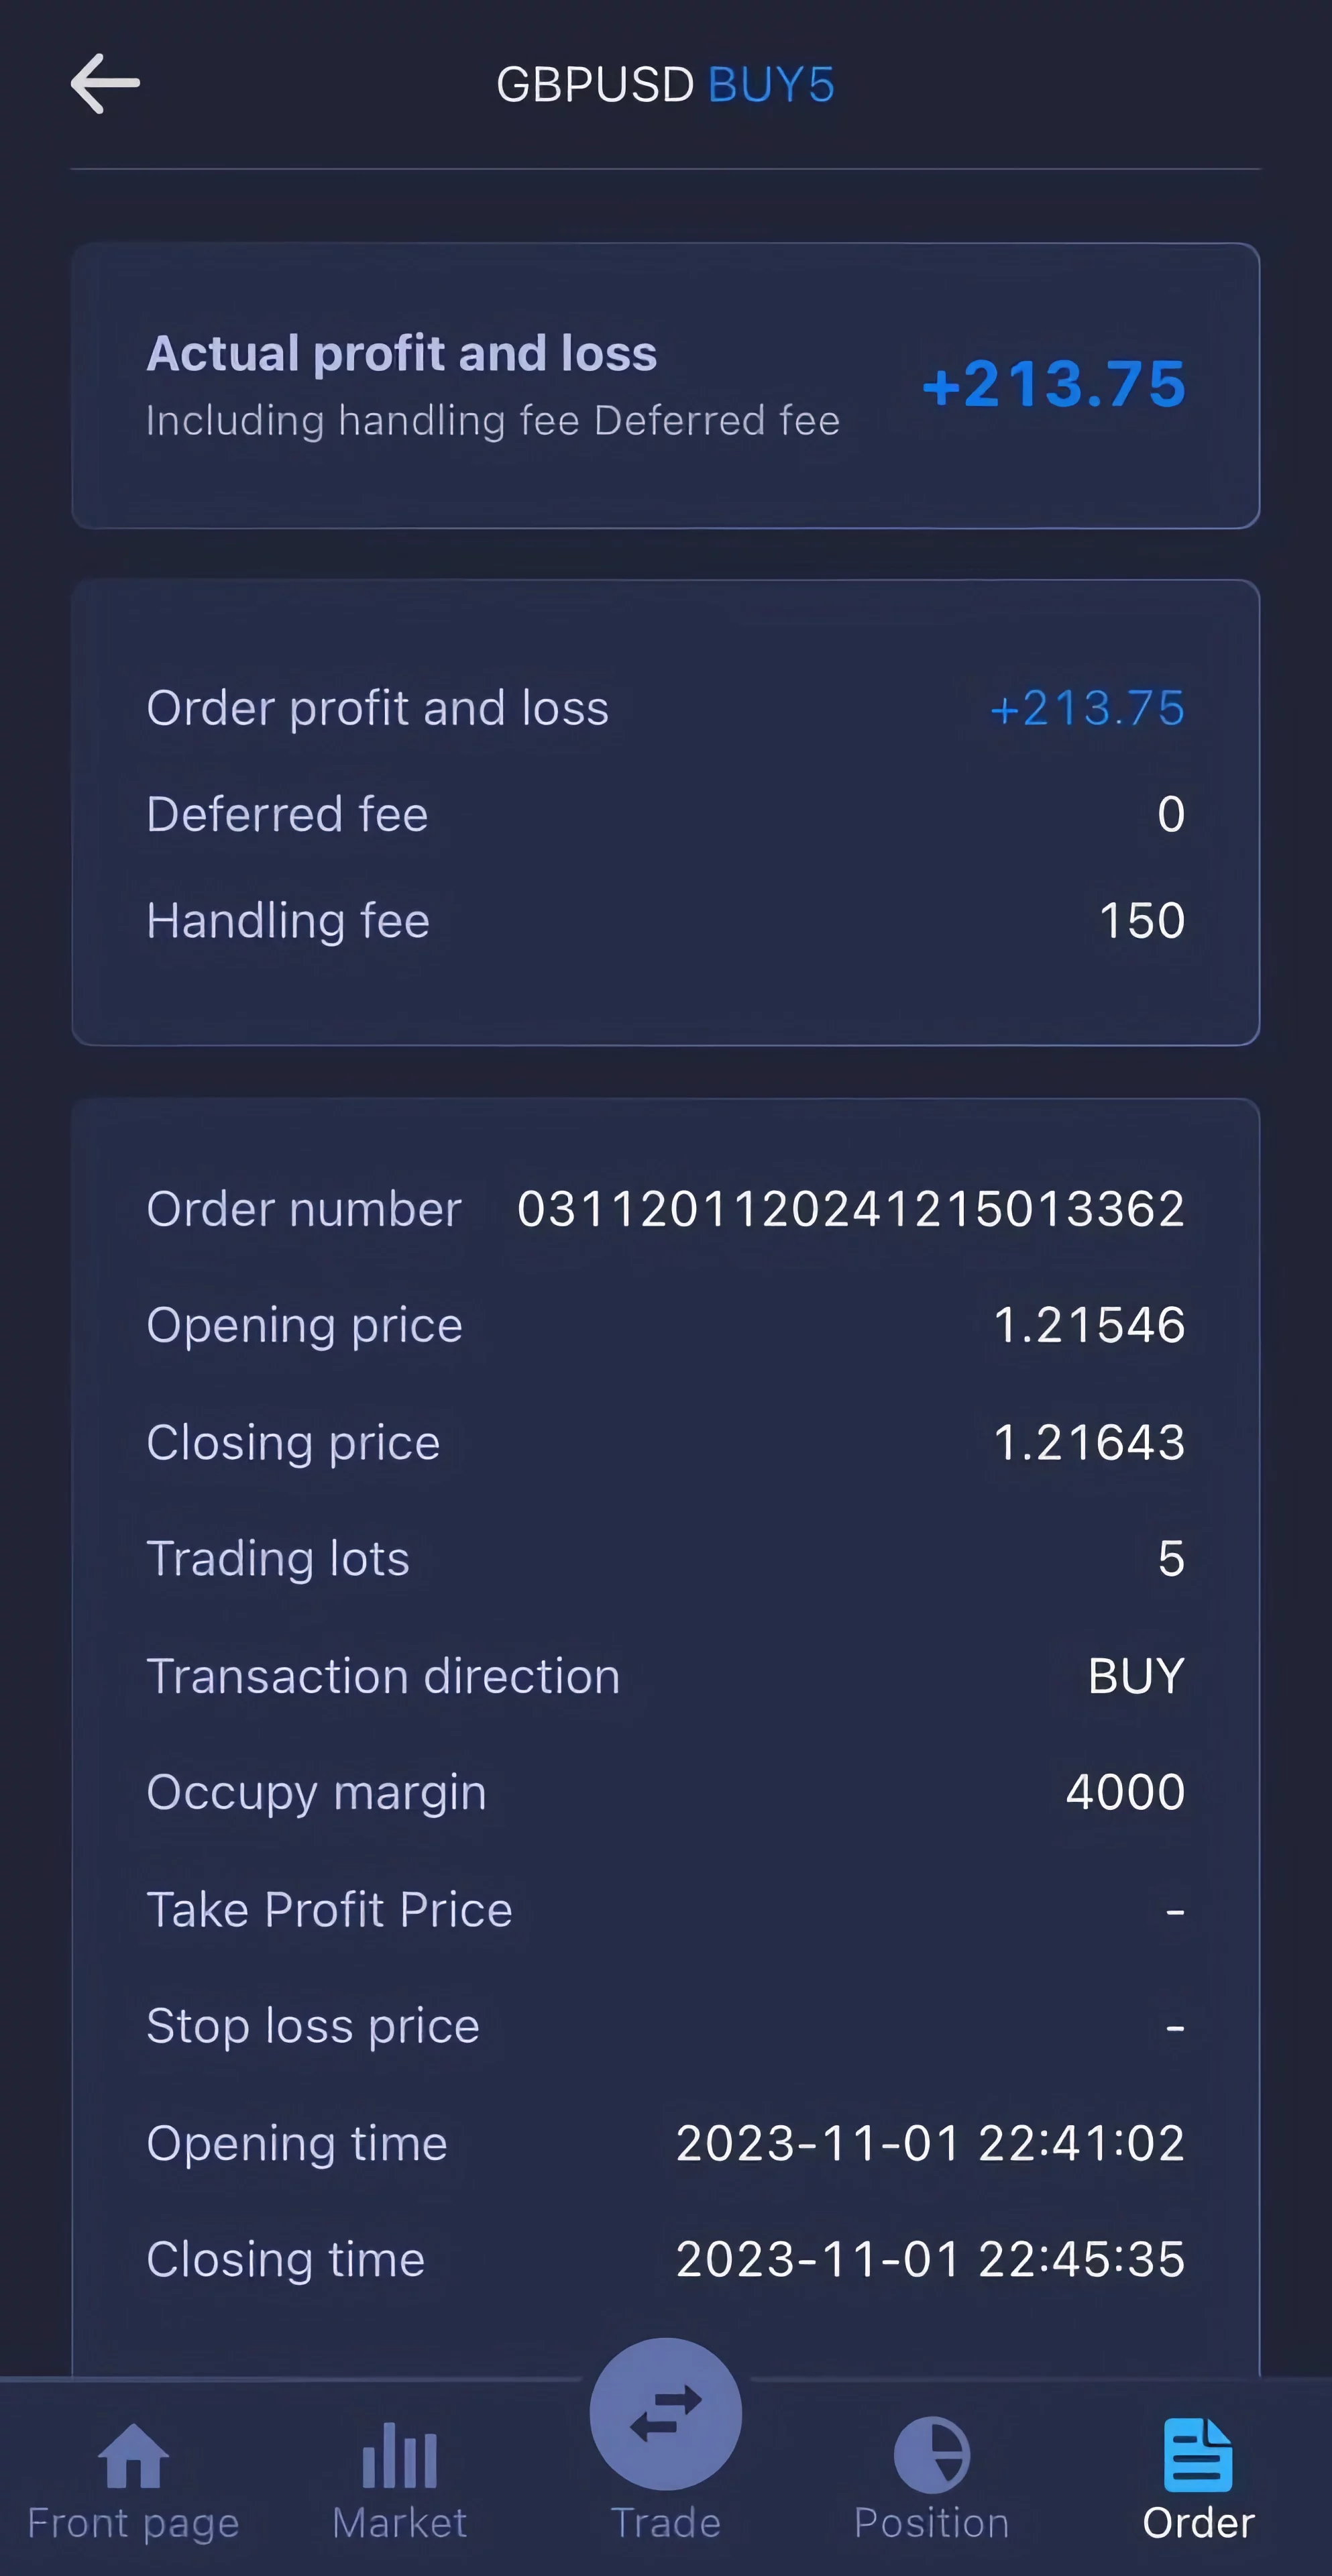 GBPUSD BUY5
Actual profit and loss
Including handling fee Deferred fee
+213.75
Order profit and loss +213.75
Deferred fee 0
Handling fee 150
Order number 0311201120241215013362
Opening price 1.21546
Closing price 1.21643
Trading lots 5
Transaction direction BUY
Occupy margin 4000
Take Profit Price -
Stop loss price -
Opening time 2023-11-01 22:41:02
Closing time 2023-11-01 22:45:35
Front page Market Trade Position Order